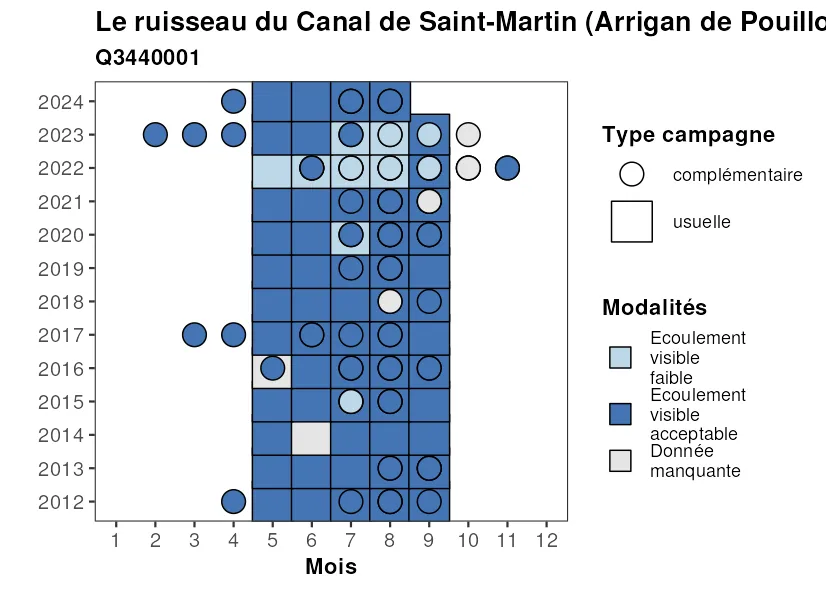 Le ruisseau du Canal de Saint-Martin (Arrigan de Pouillo
Q3440001
2024
2023
2022
2021
2020
2019
2018
2017
2016
2015
2014
2013
2012
1 2 3 4 5 6 7 8 9 10 11 12
Mois
Type campagne
complémentaire
usuelle
Modalités
Ecoulement
visible
faible
Ecoulement
visible
acceptable
Donnée
manquante